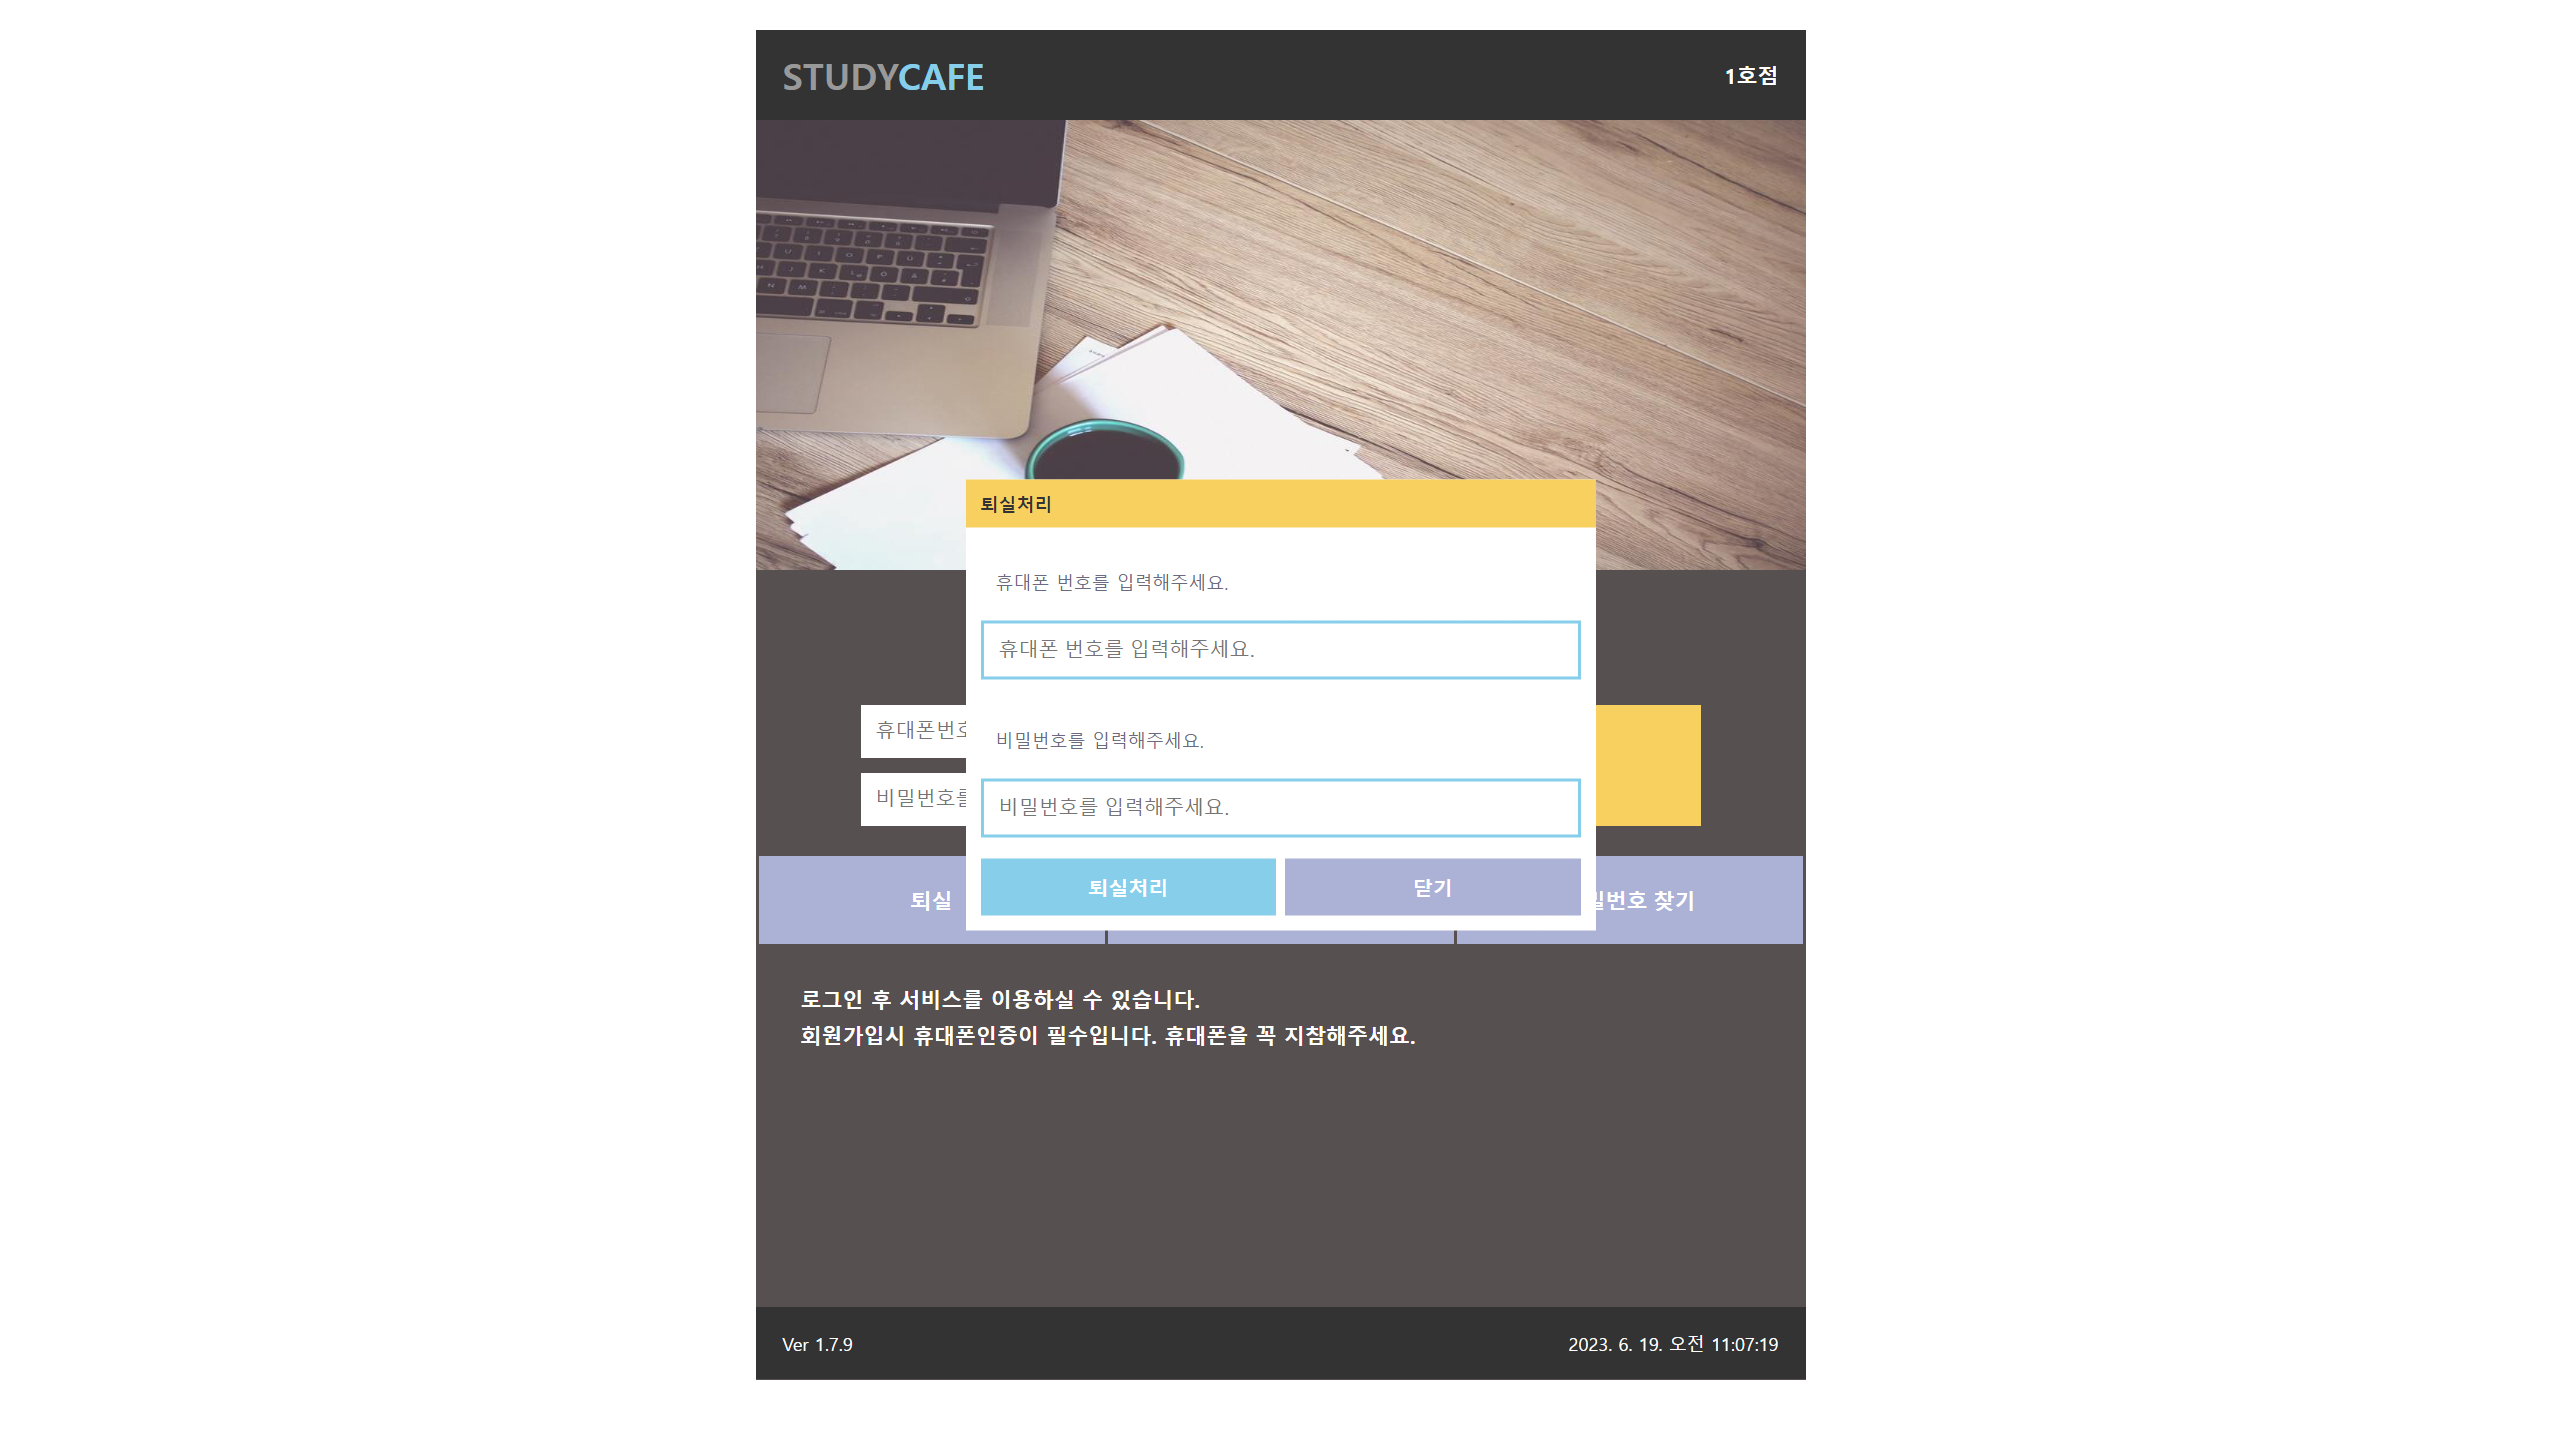 STUDYCAFE
1호점
퇴실처리
휴대폰 번호를 입력해주세요.
휴대폰 번호를 입력해주세요.
휴대폰번호
비밀번호를 입력해주세요.
비밀번호를
비밀번호를 입력해주세요.
퇴실처리
닫기
퇴실
밀번호 찾기
로그인 후 서비스를 이용하실 수 있습니다.
회원가입시 휴대폰인증이 필수입니다. 휴대폰을 꼭 지참해주세요.
Ver 1.7.9
2023. 6. 19. 오전 11:07:19